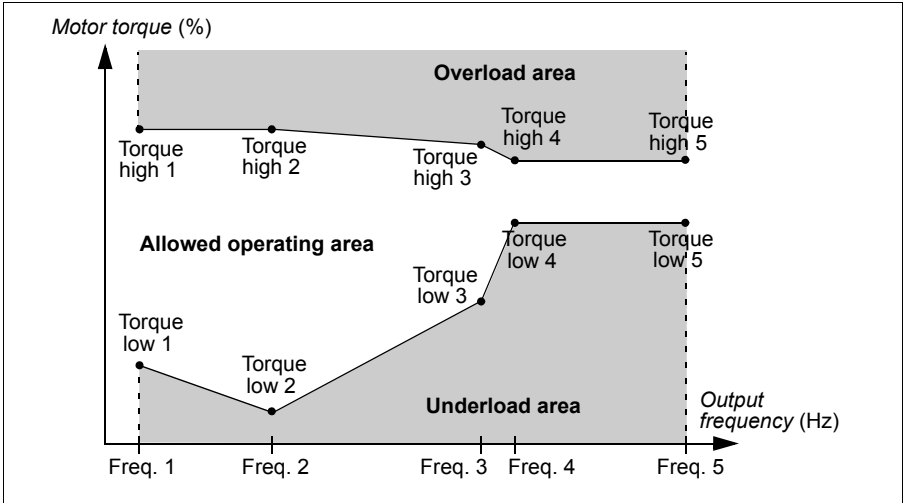 Motor torque (%)
Overload area
Torque
high 1
Torque
high 2
Torque
high 3
Torque
high 4
Torque
high 5
Allowed operating area
Torque
low 1
Torque
low 2
Torque
low 3
Torque
low 4
Torque
low 5
Underload area
Output
frequency (Hz)
Freq. 1
Freq. 2
Freq. 3
Freq. 4
Freq. 5